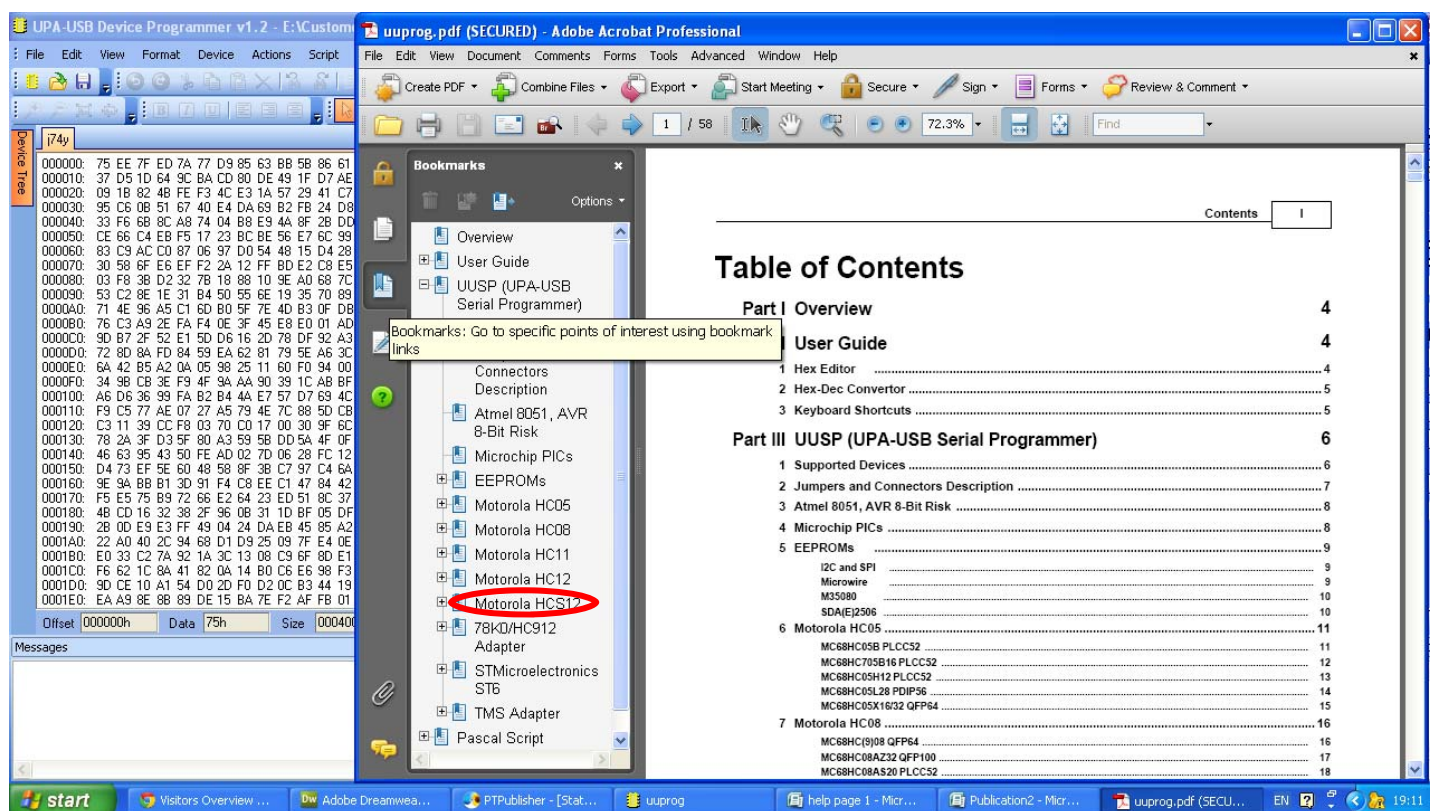 UPA-USB Device Programmer v1.2 - E:\Custom
File Edit View Format Device Actions Script
Device Tree
i74y
000000: 75 EE 7F ED 7A 77 D9 85 63 BB 5B 86 61
000010: 37 D5 1D 64 9C BA CD 80 DE 49 1F D7 AE
000020: 09 1B 82 4B FE F3 4C E3 1A 57 29 41 C7
000030: 95 C6 0B 51 67 40 E4 DA 69 B2 FB 24 D8
000040: 33 F6 6B 8C A8 74 04 B8 E9 4A 8F 2B DD
000050: CE 66 C4 EB F5 17 23 BC BE 56 E7 6C 99
000060: 83 C9 AC C0 87 06 97 D0 54 48 15 D4 28
000070: 30 58 6F E6 EF F2 2A 12 FF BD E2 C8 E5
000080: 03 F8 3B D2 32 7B 18 88 10 9E A0 68 7C
000090: 53 C2 8E 1E 31 B4 50 55 6E 19 35 70 89
0000A0: 71 4E 96 A5 C1 6D B0 5F 7E 4D B3 0F DB
0000B0: 76 C3 A9 2E FA F4 0E 3F 45 E8 E0 01 AD
0000C0: 9D B7 2F 52 E1 5D D6 16 2D 78 DF 92 A3
0000D0: 72 8D 8A FD 84 59 EA 62 81 79 5E A6 3C
0000E0: 6A 42 B5 A2 0A 05 98 25 11 60 F0 94 00
0000F0: 34 9B CB 3E F9 4F 9A AA 90 39 1C AB BF
000100: A6 D6 36 99 FA B2 B4 4A E7 57 D7 69 4C
000110: F9 C5 77 AE 07 27 A5 79 4E 7C 88 5D CB
000120: C3 11 39 CC F8 03 70 C0 17 00 30 9F 6C
000130: 78 2A 3F D3 5F 80 A3 59 5B DD 5A 4F 0F
000140: 46 63 95 43 50 FE AD 02 7D 06 28 FC 12
000150: D4 73 EF 5E 60 48 58 8F 3B C7 97 C4 6A
000160: 9E 9A BB B1 3D 91 F4 C8 EE C1 47 84 42
000170: F5 E5 75 B9 72 66 E2 64 23 ED 51 8C 37
000180: 4B CD 16 32 38 2F 96 0B 31 1D BF 05 DF
000190: 2B 0D E9 E3 FF 49 04 24 DA EB 45 85 A2
0001A0: 22 A0 40 2C 94 68 D1 D9 25 09 7F E4 0E
0001B0: E0 33 C2 7A 92 1A 3C 13 08 C9 6F 8D E1
0001C0: F6 62 1C 8A 41 82 0A 14 B0 C6 E6 98 F3
0001D0: 9D CE 10 A1 54 D0 2D F0 D2 0C B3 44 19
0001E0: EA A9 8E 8B 89 DE 15 BA 7E F2 AF FB 01
Offset 000000h Data 75h Size 000400
Messages
uuprog.pdf (SECURED) - Adobe Acrobat Professional
File Edit View Document Comments Forms Tools Advanced Window Help
Create PDF Combine Files Export Start Meeting Secure Sign Forms Review & Comment
1 / 58 72.3% Find
Bookmarks
Options
Overview
User Guide
UUSP (UPA-USB
Serial Programmer)
Bookmarks: Go to specific points of interest using bookmark
links
Connectors
Description
Atmel 8051, AVR
8-Bit Risk
Microchip PICs
EEPROMs
Motorola HC05
Motorola HC08
Motorola HC11
Motorola HC12
Motorola HCS12
78K0/HC912
Adapter
STMicroelectronics
ST6
TMS Adapter
Pascal Script
Contents I
Table of Contents
Part I Overview 4
User Guide 4
1 Hex Editor 4
2 Hex-Dec Convertor 5
3 Keyboard Shortcuts 5
Part III UUSP (UPA-USB Serial Programmer) 6
1 Supported Devices 6
2 Jumpers and Connectors Description 7
3 Atmel 8051, AVR 8-Bit Risk 8
4 Microchip PICs 8
5 EEPROMs 9
I2C and SPI 9
Microwire 9
M35080 10
SDA(E)2506 10
6 Motorola HC05 11
MC68HC05B PLCC52 11
MC68HC705B16 PLCC52 12
MC68HC05H12 PLCC52 13
MC68HC05L28 PDIP56 14
MC68HC05X16/32 QFP64 15
7 Motorola HC08 16
MC68HC(9)08 QFP64 16
MC68HC08AZ32 QFP100 17
MC68HC08AS20 PLCC52 18
start Visitors Overview ... Adobe Dreamwea... PTPublisher - [Stat... uuprog help page 1 - Micr... Publication2 - Micr... uuprog.pdf (SECU... EN 19:11